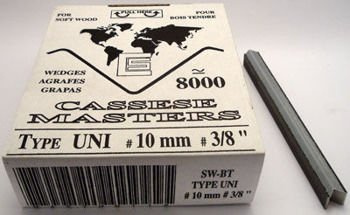 PULL HERE
FOR
SOFT WOOD
POUR
BOIS TENDRE
WEDGES
AGRAFES
GRAPAS
E
≃
8000
CASSESE
MASTERS
TYPE UNI # 10 mm # 3/8 "
SW-BT
TYPE UNI
# 10 mm # 3/8 "